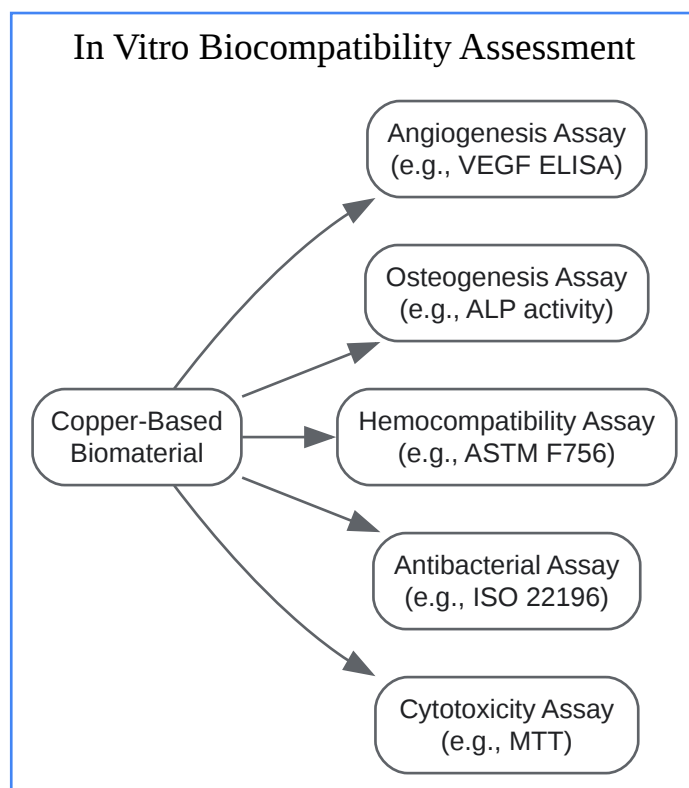 In Vitro Biocompatibility Assessment
Angiogenesis Assay
(e.g., VEGF ELISA)
Osteogenesis Assay
(e.g., ALP activity)
Copper-Based
Biomaterial
Hemocompatibility Assay
(e.g., ASTM F756)
Antibacterial Assay
(e.g., ISO 22196)
Cytotoxicity Assay
(e.g., MTT)